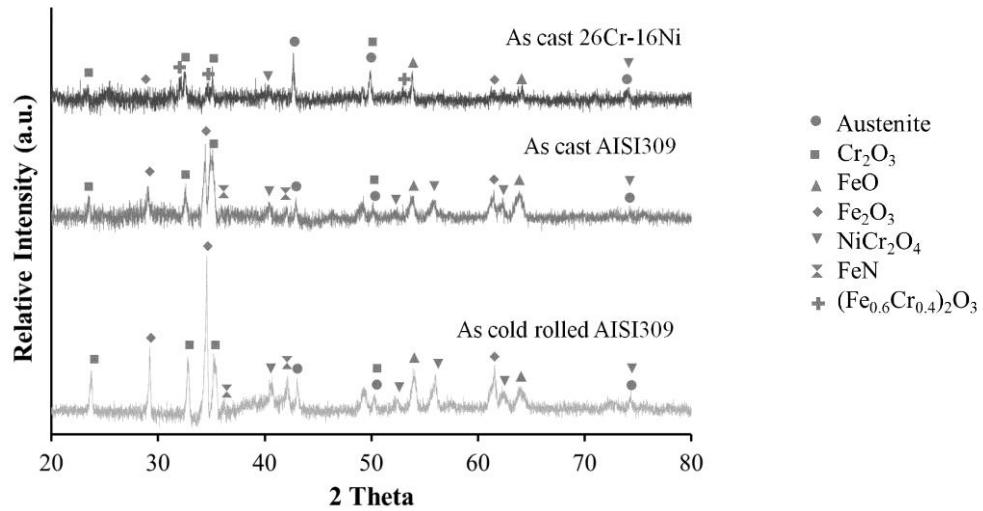 As cast 26Cr-16Ni
As cast AISI309
As cold rolled AISI309
Relative Intensity (a.u.)
20 30 40 50 60 70 80
2 Theta
Austenite
Cr₂O₃
FeO
Fe₂O₃
NiCr₂O₄
FeN
(Fe₀.₆Cr₀.₄)₂O₃